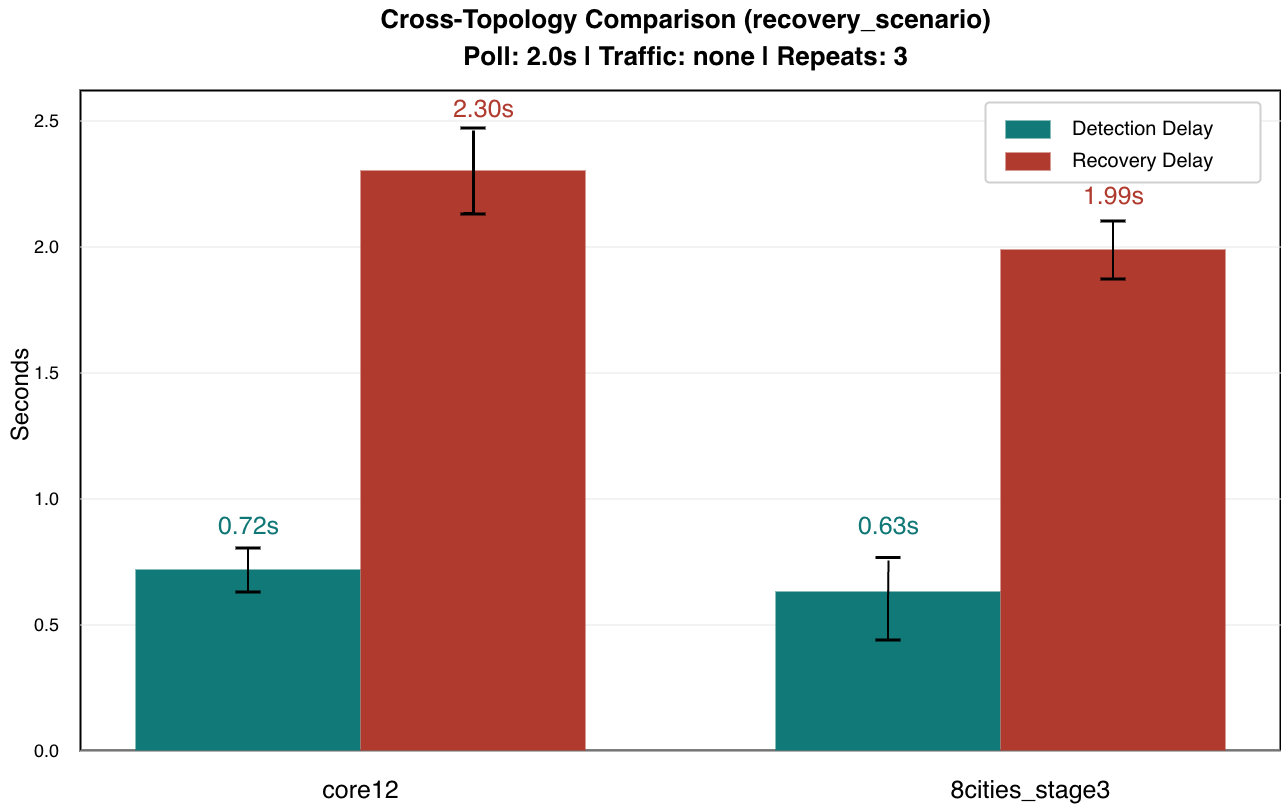 Cross-Topology Comparison (recovery_scenario)
Poll: 2.0s | Traffic: none | Repeats: 3
Detection Delay
Recovery Delay
Seconds
2.5
2.0
1.5
1.0
0.5
0.0
2.30s
1.99s
0.72s
0.63s
core12
8cities_stage3